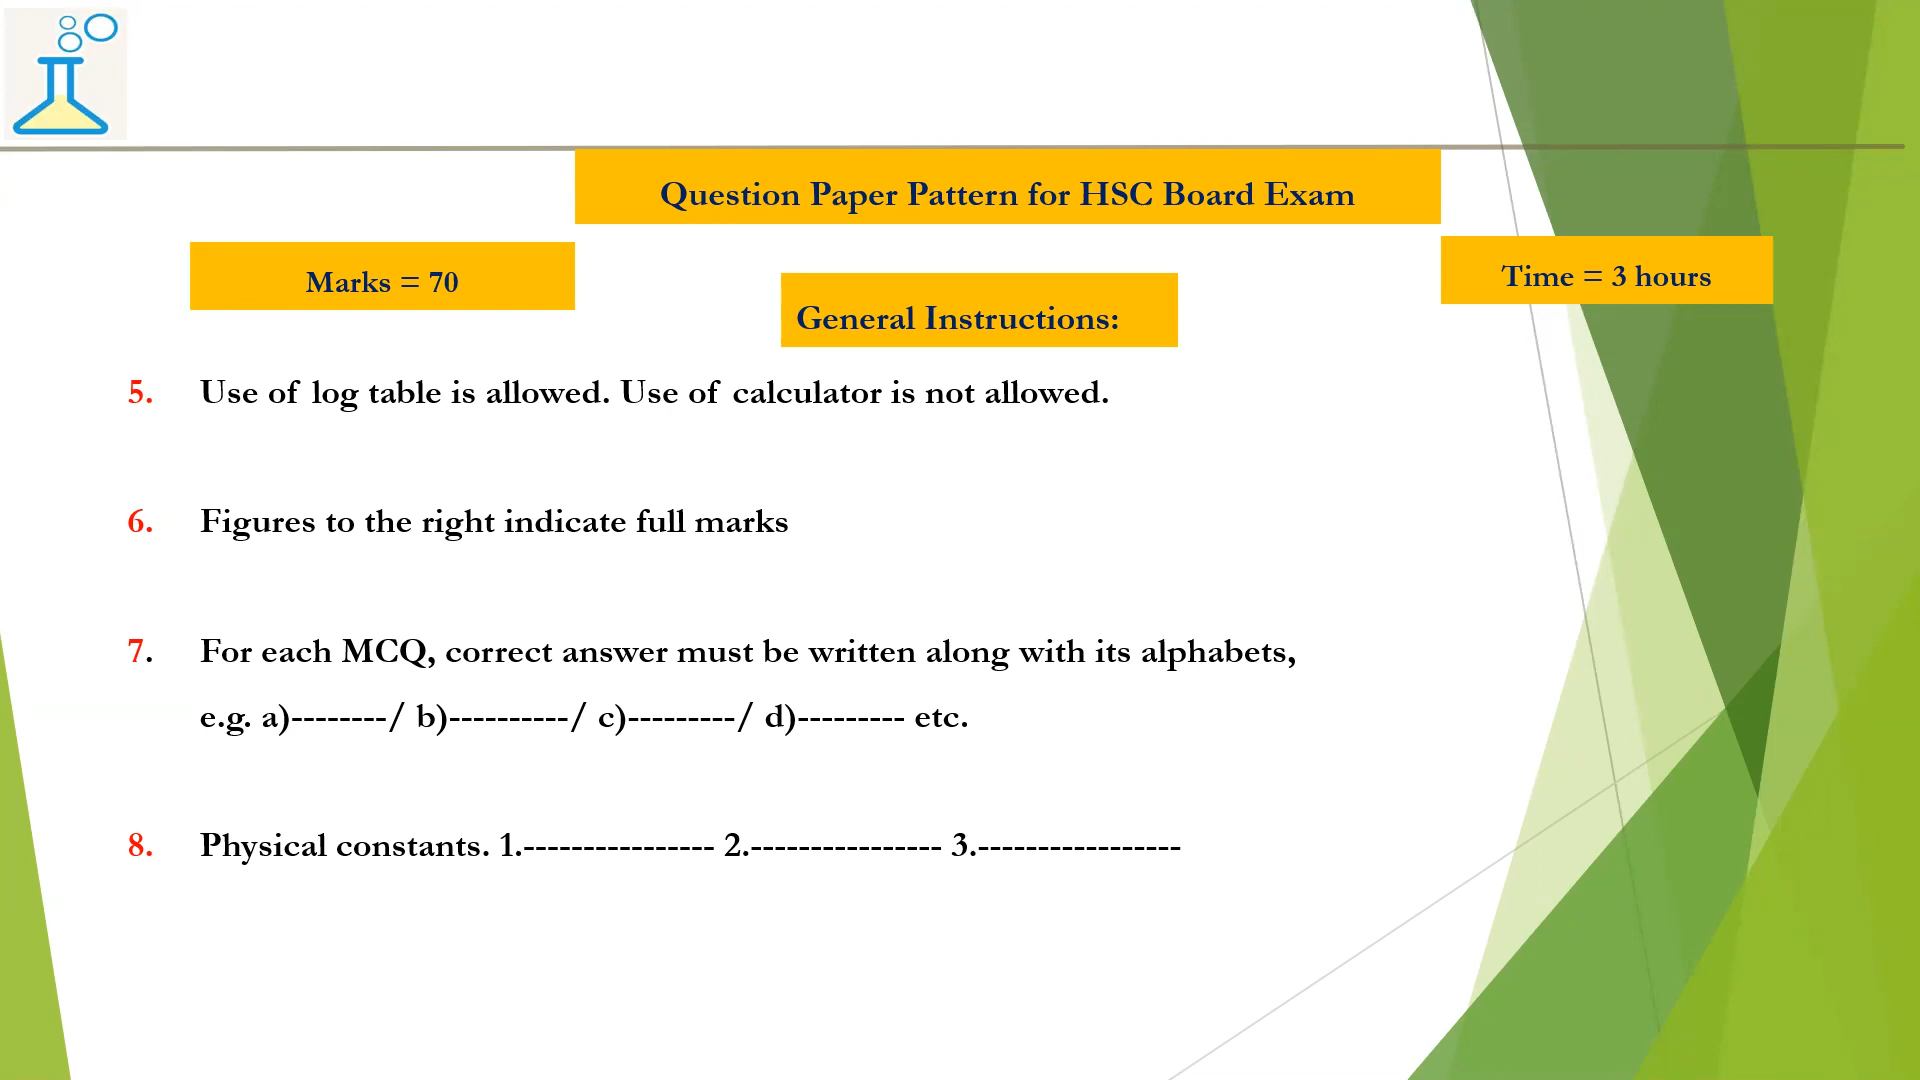 Question Paper Pattern for HSC Board Exam
Marks = 70
Time = 3 hours
General Instructions:
5. Use of log table is allowed. Use of calculator is not allowed.
6. Figures to the right indicate full marks
7. For each MCQ, correct answer must be written along with its alphabets,
e.g. a)--------/ b)----------/ c)---------/ d)--------- etc.
8. Physical constants. 1.---------------- 2.---------------- 3.-----------------